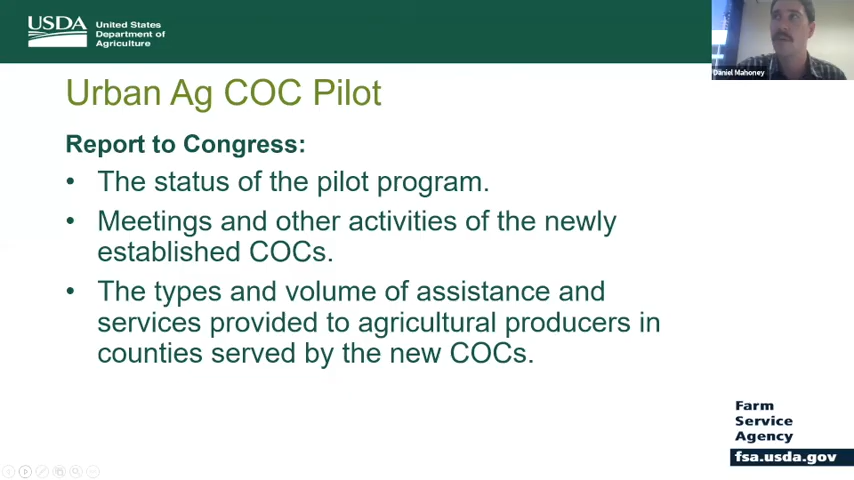 USDA
United States
Department of
Agriculture
Daniel Mahoney
Urban Ag COC Pilot
Report to Congress:
• The status of the pilot program.
• Meetings and other activities of the newly
established COCs.
• The types and volume of assistance and
services provided to agricultural producers in
counties served by the new COCs.
Farm
Service
Agency
fsa.usda.gov